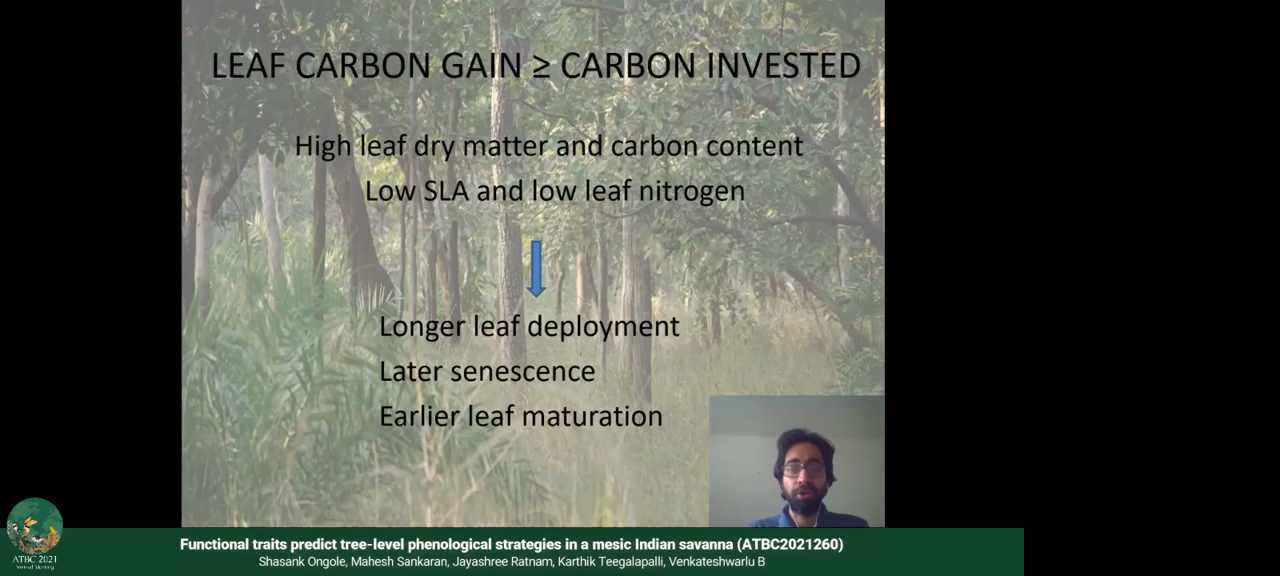 LEAF CARBON GAIN ≥ CARBON INVESTED
High leaf dry matter and carbon content
Low SLA and low leaf nitrogen
Longer leaf deployment
Later senescence
Earlier leaf maturation
ATBC 2021
Virtual Meeting
Functional traits predict tree-level phenological strategies in a mesic Indian savanna (ATBC2021260)
Shasank Ongole, Mahesh Sankaran, Jayashree Ratnam, Karthik Teegalapalli, Venkateshwarlu B